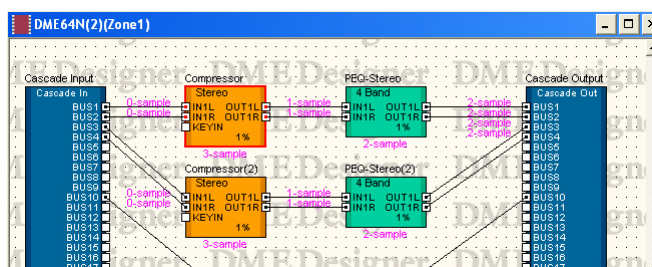 DME64N(2)(Zone1)
Cascade Input
Cascade In
BUS1
BUS2
BUS3
BUS4
BUS5
BUS6
BUS7
BUS8
BUS9
BUS10
BUS11
BUS12
BUS13
BUS14
BUS15
BUS16
BUS17
0-sample
0-sample
Compressor
Stereo
IN1L OUT1L
IN1R OUT1R
KEYIN
1%
3-sample
1-sample
1-sample
PEQ-Stereo
4 Band
IN1L OUT1L
IN1R OUT1R
1%
2-sample
2-sample
2-sample
2-sample
2-sample
0-sample
0-sample
Compressor(2)
Stereo
IN1L OUT1L
IN1R OUT1R
KEYIN
1%
3-sample
1-sample
1-sample
PEQ-Stereo(2)
4 Band
IN1L OUT1L
IN1R OUT1R
1%
2-sample
Cascade Output
Cascade Out
BUS1
BUS2
BUS3
BUS4
BUS5
BUS6
BUS7
BUS8
BUS9
BUS10
BUS11
BUS12
BUS13
BUS14
BUS15
BUS16
BUS17
DME Designer